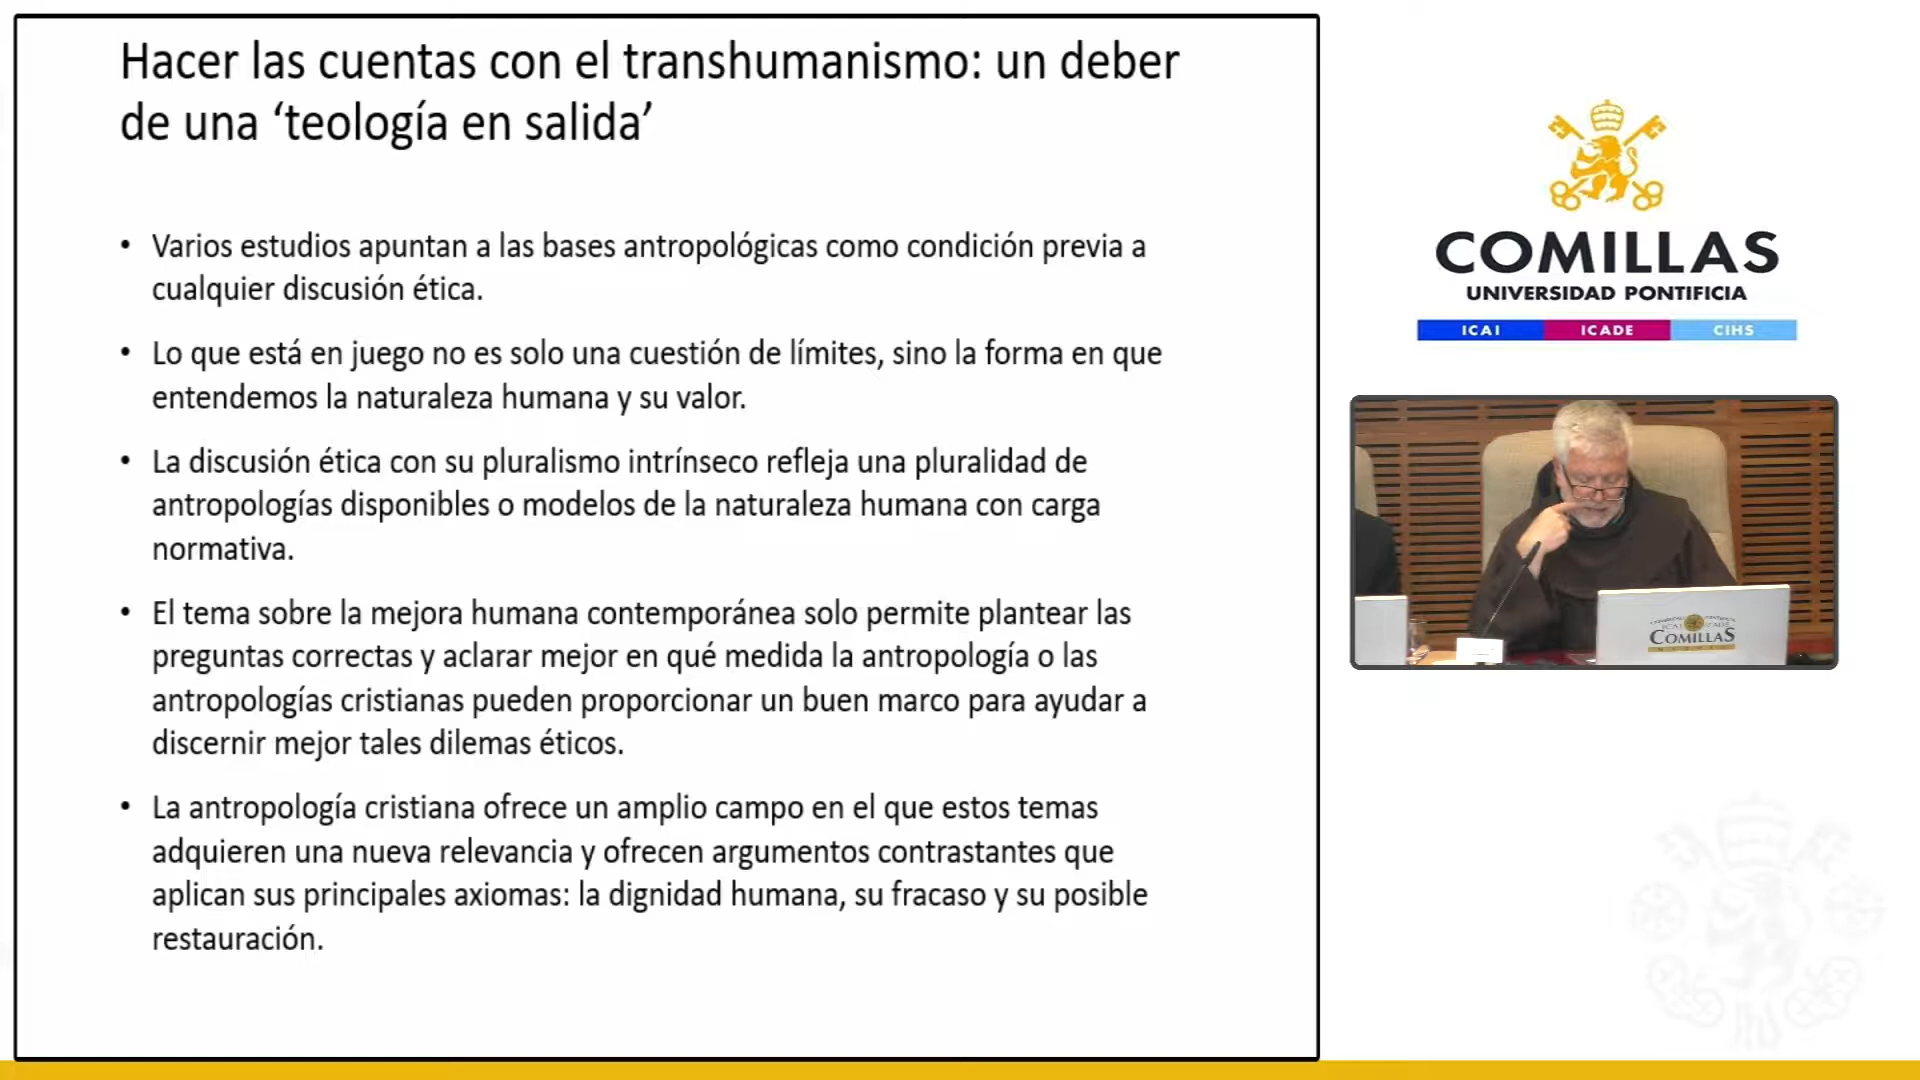 Hacer las cuentas con el transhumanismo: un deber
de una ‘teología en salida’
• Varios estudios apuntan a las bases antropológicas como condición previa a
cualquier discusión ética.
• Lo que está en juego no es solo una cuestión de límites, sino la forma en que
entendemos la naturaleza humana y su valor.
• La discusión ética con su pluralismo intrínseco refleja una pluralidad de
antropologías disponibles o modelos de la naturaleza humana con carga
normativa.
• El tema sobre la mejora humana contemporánea solo permite plantear las
preguntas correctas y aclarar mejor en qué medida la antropología o las
antropologías cristianas pueden proporcionar un buen marco para ayudar a
discernir mejor tales dilemas éticos.
• La antropología cristiana ofrece un amplio campo en el que estos temas
adquieren una nueva relevancia y ofrecen argumentos contrastantes que
aplican sus principales axiomas: la dignidad humana, su fracaso y su posible
restauración.
COMILLAS
UNIVERSIDAD PONTIFICIA
ICAI ICADE CIHS
COMILLAS